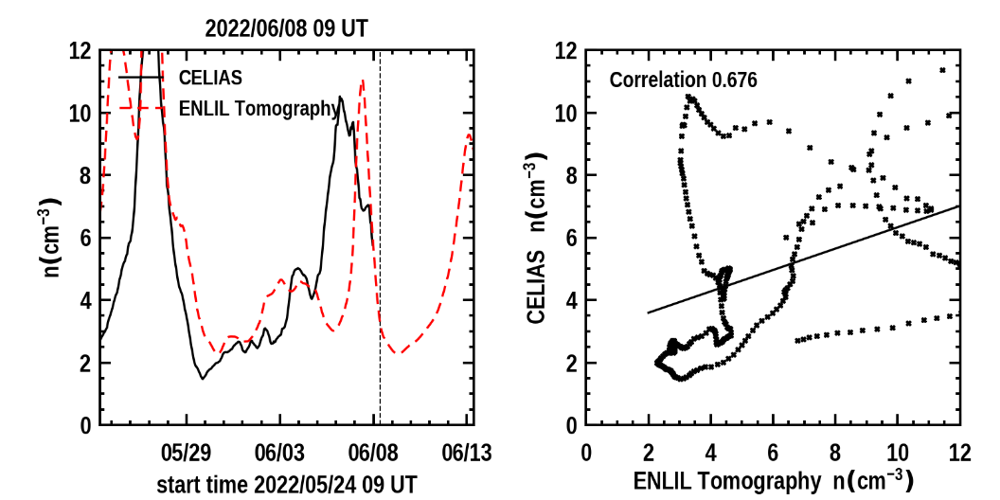 2022/06/08 09 UT
12
10
8
6
4
2
0
n(cm⁻³)
CELIAS
ENLIL Tomography
05/29 06/03 06/08 06/13
start time 2022/05/24 09 UT
12
10
8
6
4
2
0
CELIAS n(cm⁻³)
Correlation 0.676
0 2 4 6 8 10 12
ENLIL Tomography n(cm⁻³)